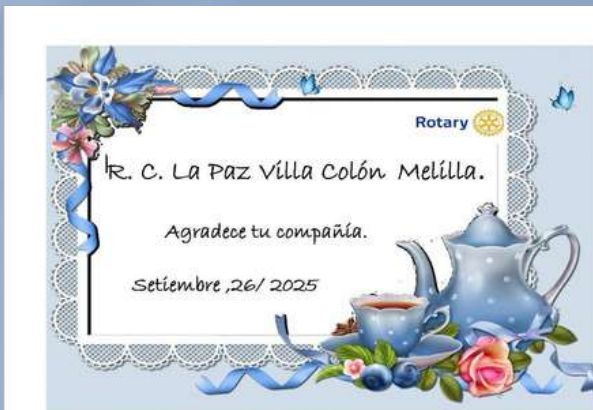 Rotary
R. C. La Paz Villa Colón Melilla.
Agradece tu compañía.
Setiembre ,26/ 2025